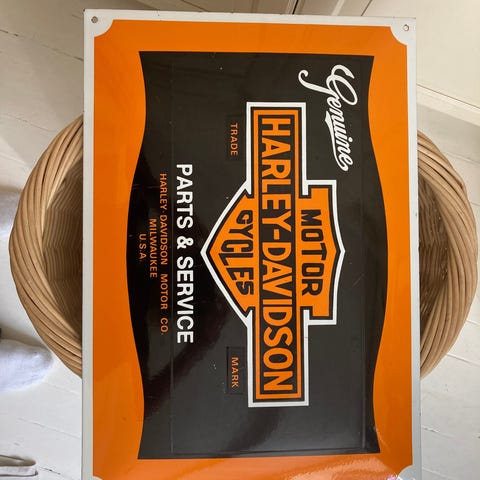 Genuine
MOTOR
HARLEY-DAVIDSON
CYCLES
TRADE MARK
PARTS & SERVICE
HARLEY-DAVIDSON MOTOR CO.
MILWAUKEE
U.S.A.